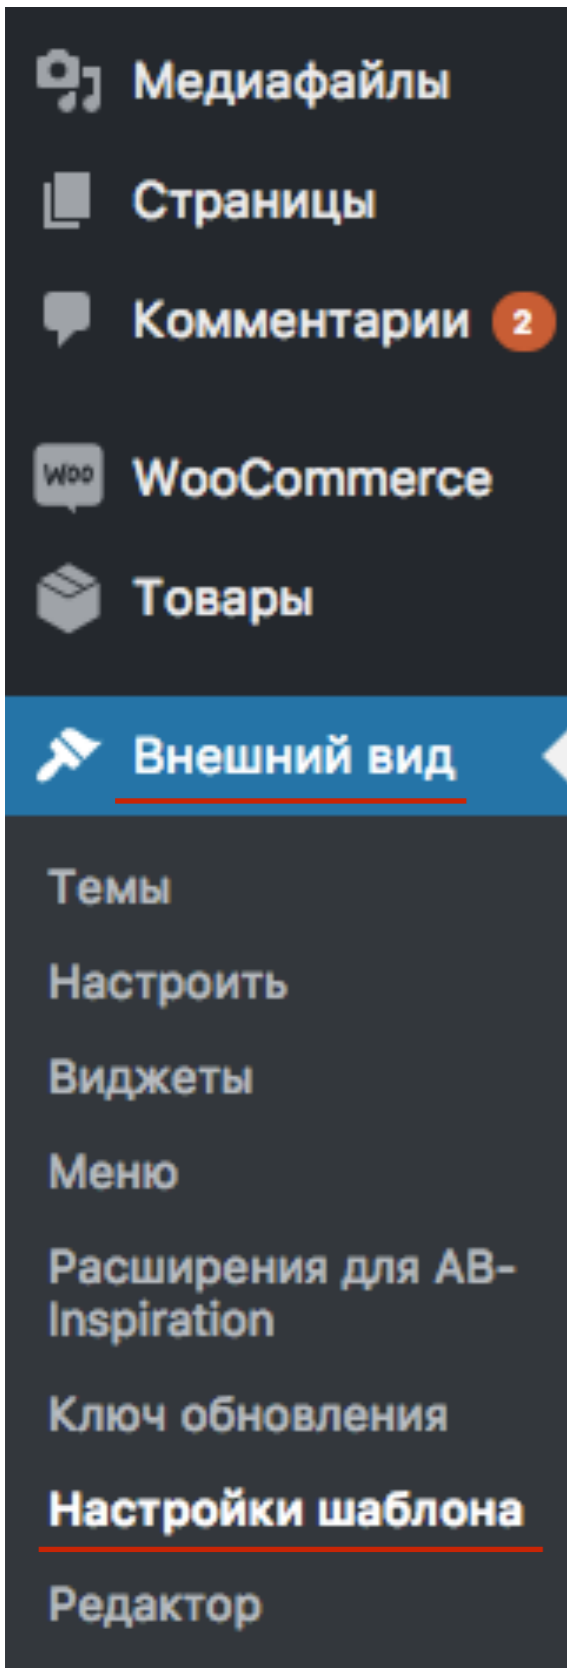 Медиафайлы
Страницы
Комментарии 2
Woo WooCommerce
Товары
Внешний вид
Темы
Настроить
Виджеты
Меню
Расширения для AB-
Inspiration
Ключ обновления
Настройки шаблона
Редактор